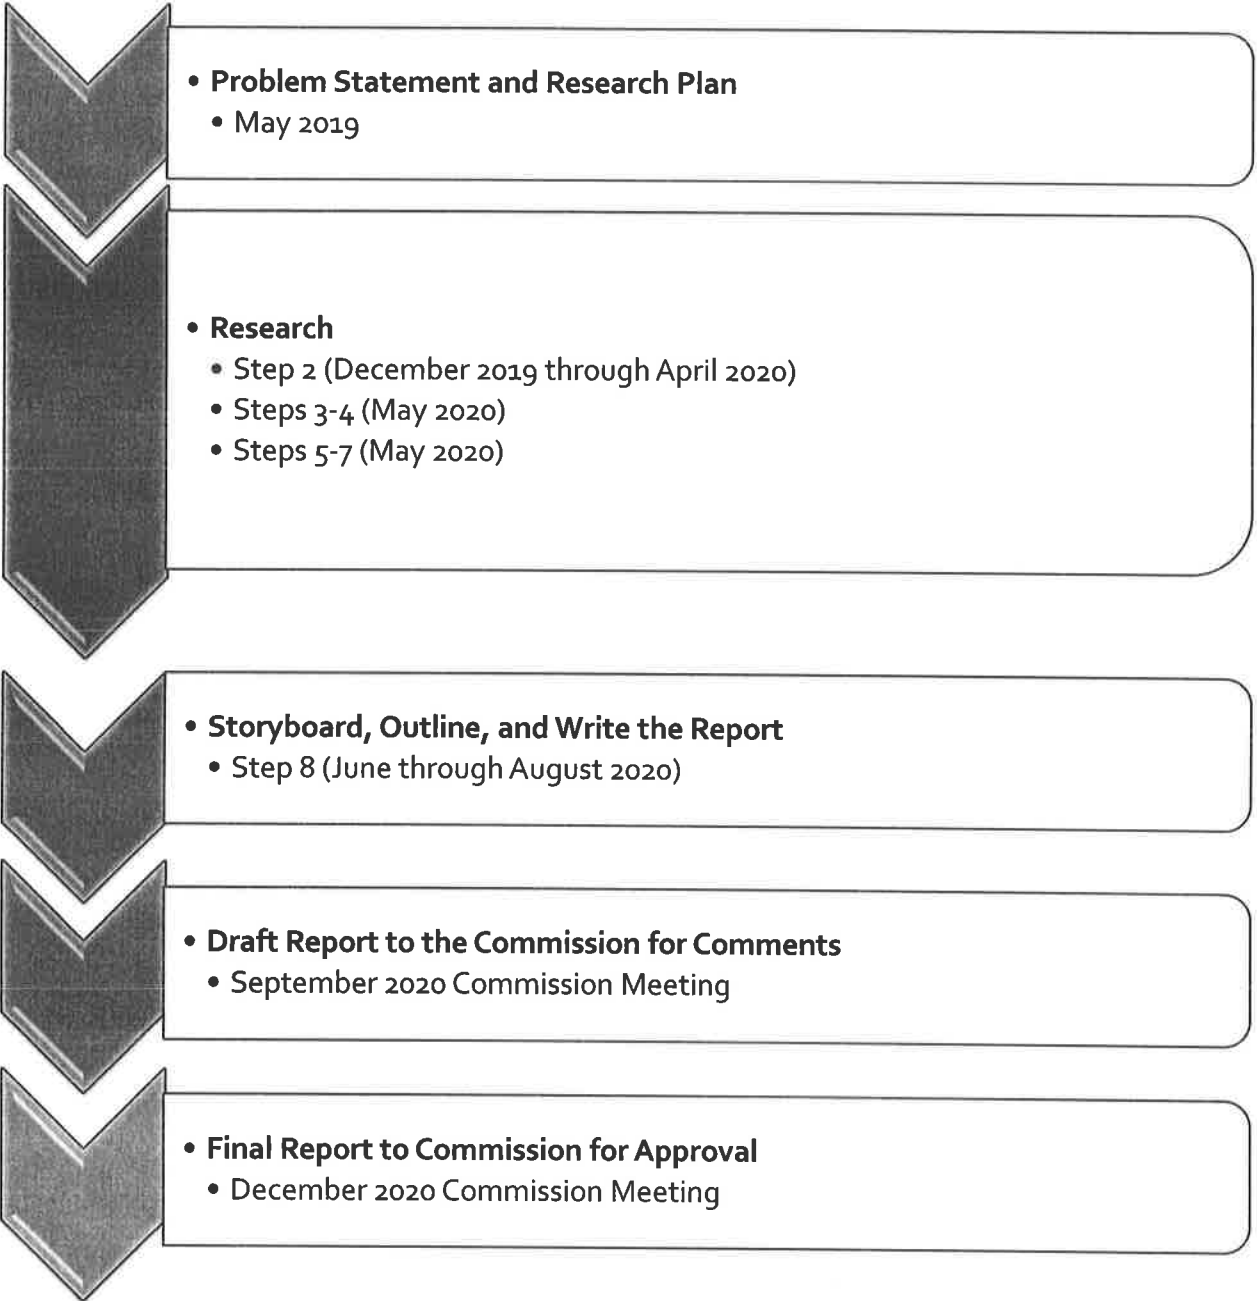 • Problem Statement and Research Plan
• May 2019
• Research
• Step 2 (December 2019 through April 2020)
• Steps 3-4 (May 2020)
• Steps 5-7 (May 2020)
• Storyboard, Outline, and Write the Report
• Step 8 (June through August 2020)
• Draft Report to the Commission for Comments
• September 2020 Commission Meeting
• Final Report to Commission for Approval
• December 2020 Commission Meeting